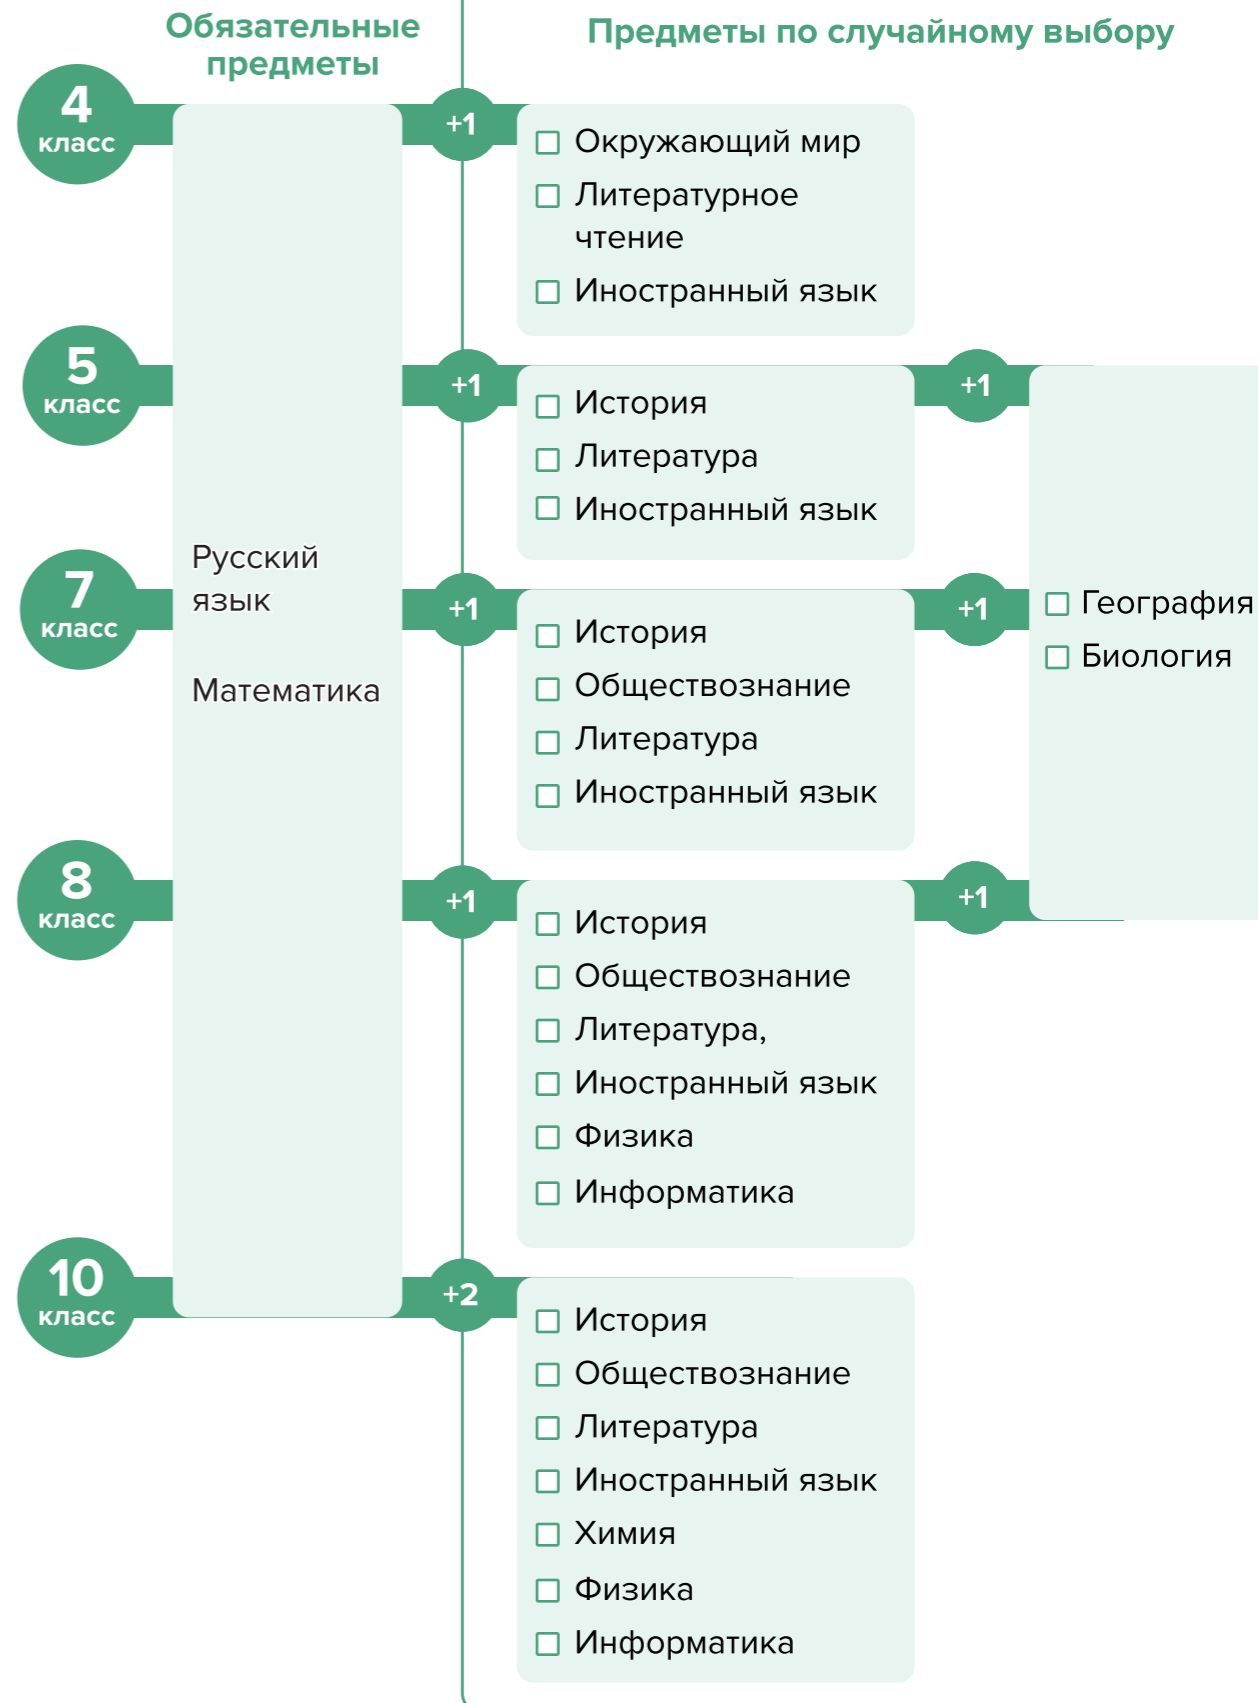 Обязательные
предметы
Предметы по случайному выбору
4
класс
+1
Окружающий мир
Литературное
чтение
Иностранный язык
5
класс
+1
История
Литература
Иностранный язык
+1
Русский
язык
Математика
7
класс
+1
История
Обществознание
Литература
Иностранный язык
+1
География
Биология
8
класс
+1
История
Обществознание
Литература,
Иностранный язык
Физика
Информатика
+1
10
класс
+2
История
Обществознание
Литература
Иностранный язык
Химия
Физика
Информатика